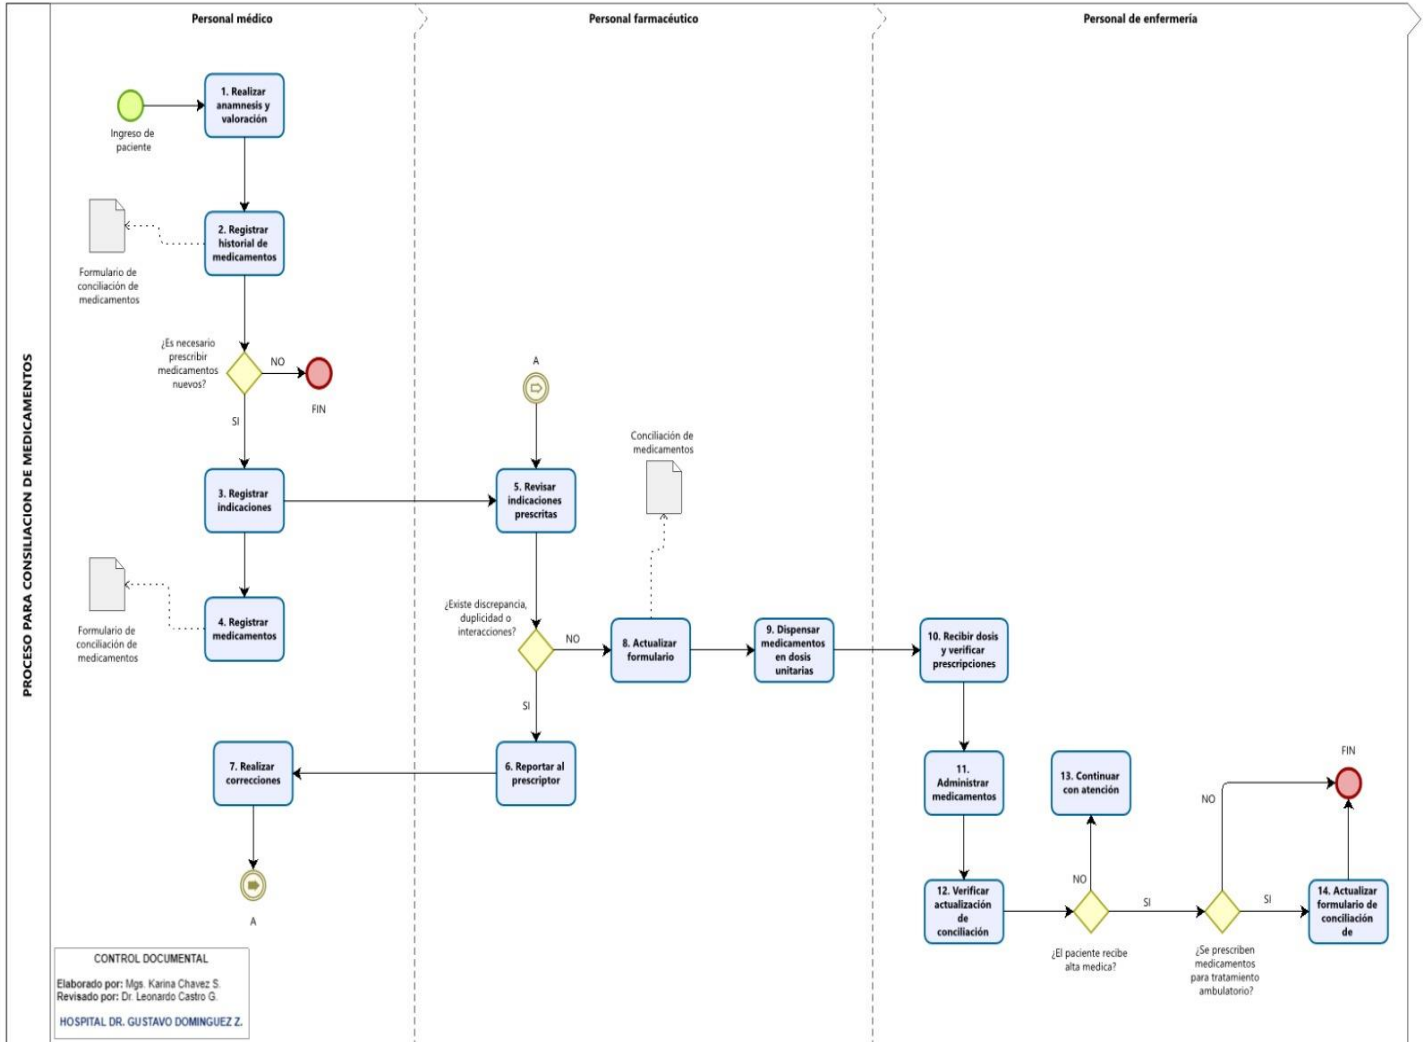 PROCESO PARA CONSILIACION DE MEDICAMENTOS
Personal médico
Personal farmacéutico
Personal de enfermería
Ingreso de
paciente
1. Realizar
anamnesis y
valoración
2. Registrar
historial de
medicamentos
Formulario de
conciliación de
medicamentos
¿Es necesario
prescribir
medicamentos
nuevos?
NO
FIN
SI
3. Registrar
indicaciones
4. Registrar
medicamentos
Formulario de
conciliación de
medicamentos
A
5. Revisar
indicaciones
prescritas
Conciliación de
medicamentos
¿Existe discrepancia,
duplicidad o
interacciones?
NO
SI
8. Actualizar
formulario
9. Dispensar
medicamentos
en dosis
unitarias
6. Reportar al
prescriptor
7. Realizar
correcciones
A
10. Recibir dosis
y verificar
prescripciones
11.
Administrar
medicamentos
12. Verificar
actualización
de
conciliación
13. Continuar
con atención
NO
SI
¿El paciente recibe
alta medica?
NO
SI
¿Se prescriben
medicamentos
para tratamiento
ambulatorio?
14. Actualizar
formulario de
conciliación
de
FIN
CONTROL DOCUMENTAL
Elaborado por: Mgs. Karina Chavez S.
Revisado por: Dr. Leonardo Castro G.
HOSPITAL DR. GUSTAVO DOMINGUEZ Z.